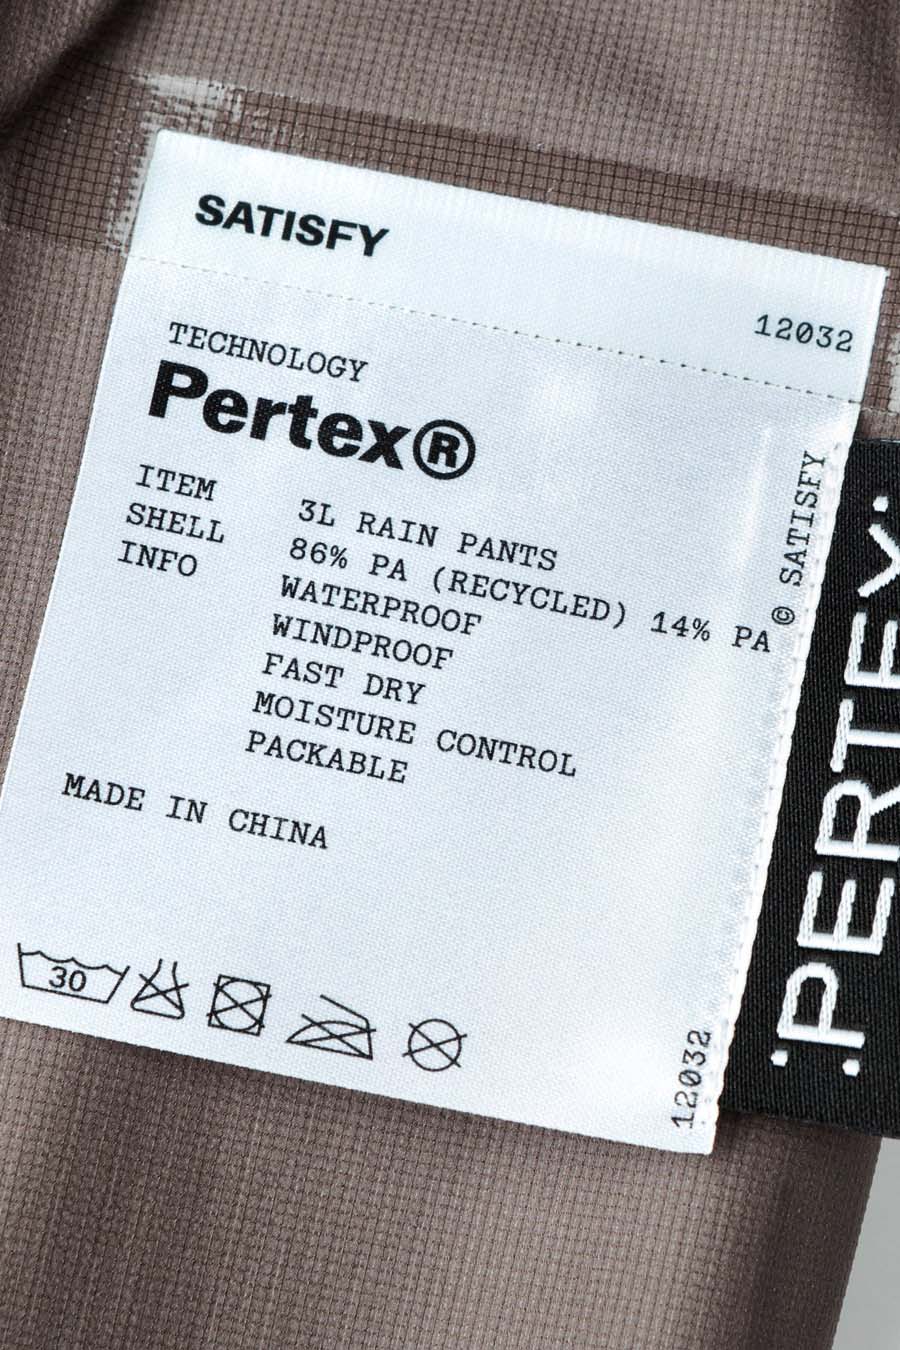 SATISFY
12032
TECHNOLOGY
Pertex®
ITEM 3L RAIN PANTS
SHELL 86% PA (RECYCLED) 14% PA
INFO WATERPROOF
WINDPROOF
FAST DRY
MOISTURE CONTROL
PACKABLE
MADE IN CHINA
30
© SATISFY
12032
PERTEX